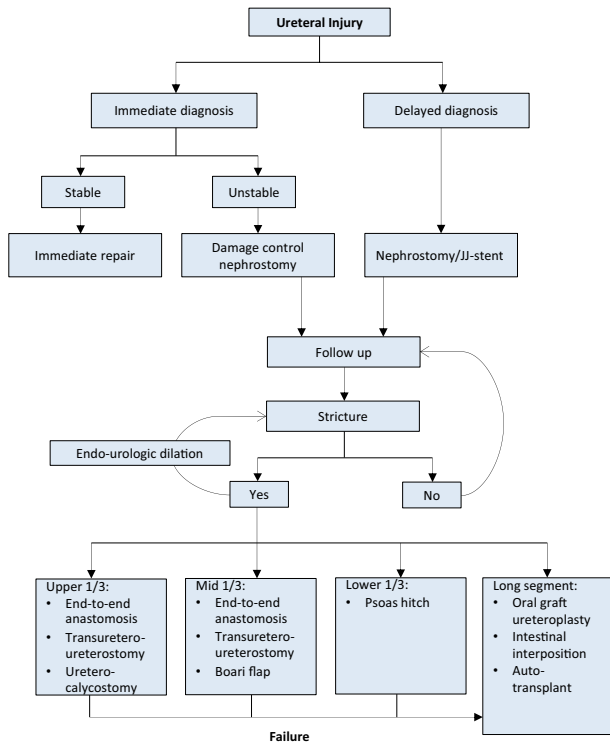 Ureteral Injury
Immediate diagnosis
Delayed diagnosis
Stable
Unstable
Immediate repair
Damage control
nephrostomy
Nephrostomy/JJ-stent
Follow up
Stricture
Endo-urologic dilation
Yes
No
Upper 1/3:
• End-to-end
anastomosis
• Transuretero-
ureterostomy
• Uretero-
calycostomy
Mid 1/3:
• End-to-end
anastomosis
• Transuretero-
ureterostomy
• Boari flap
Lower 1/3:
• Psoas hitch
Long segment:
• Oral graft
ureteroplasty
• Intestinal
interposition
• Auto-
transplant
Failure